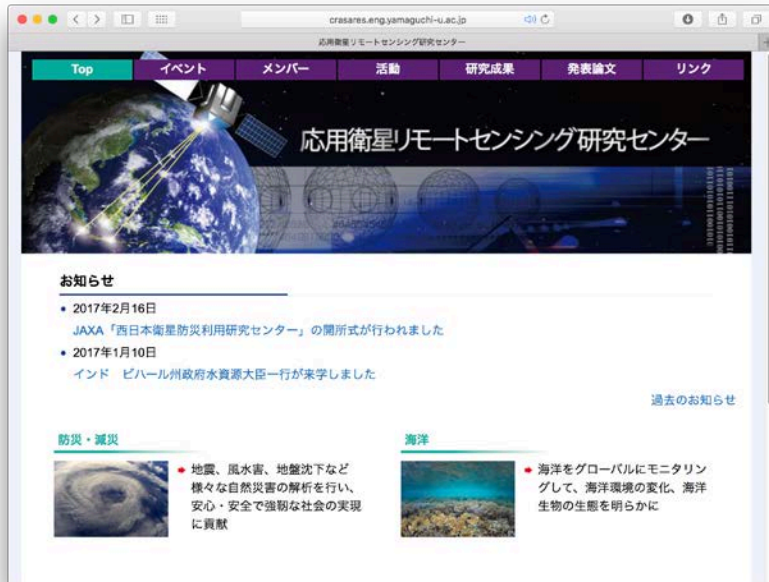 crasares.eng.yamaguchi-u.ac.jp
応用衛星リモートセンシング研究センター
Top イベント メンバー 活動 研究成果 発表論文 リンク
応用衛星リモートセンシング研究センター
お知らせ
• 2017年2月16日
JAXA「西日本衛星防災利用研究センター」の開所式が行われました
• 2017年1月10日
インド ビハール州政府水資源大臣一行が来学しました
過去のお知らせ
防災・減災
地震、風水害、地盤沈下など
様々な自然災害の解析を行い、
安心・安全で強靭な社会の実現
に貢献
海洋
海洋をグローバルにモニタリン
グして、海洋環境の変化、海洋
生物の生態を明らかに